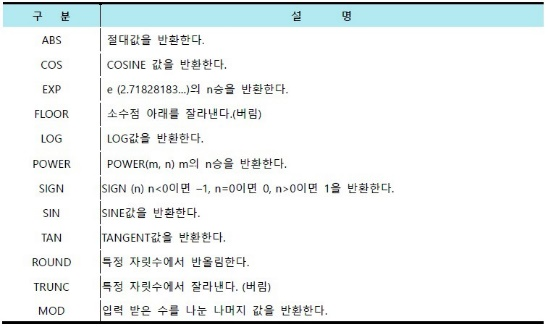 구 분 설 명
ABS 절대값을 반환한다.
COS COSINE 값을 반환한다.
EXP e (2.71828183...)의 n승을 반환한다.
FLOOR 소수점 아래를 잘라낸다.(버림)
LOG LOG값을 반환한다.
POWER POWER(m, n) m의 n승을 반환한다.
SIGN SIGN (n) n<0이면 –1, n=0이면 0, n>0이면 1을 반환한다.
SIN SINE값을 반환한다.
TAN TANGENT값을 반환한다.
ROUND 특정 자릿수에서 반올림한다.
TRUNC 특정 자릿수에서 잘라낸다. (버림)
MOD 입력 받은 수를 나눈 나머지 값을 반환한다.